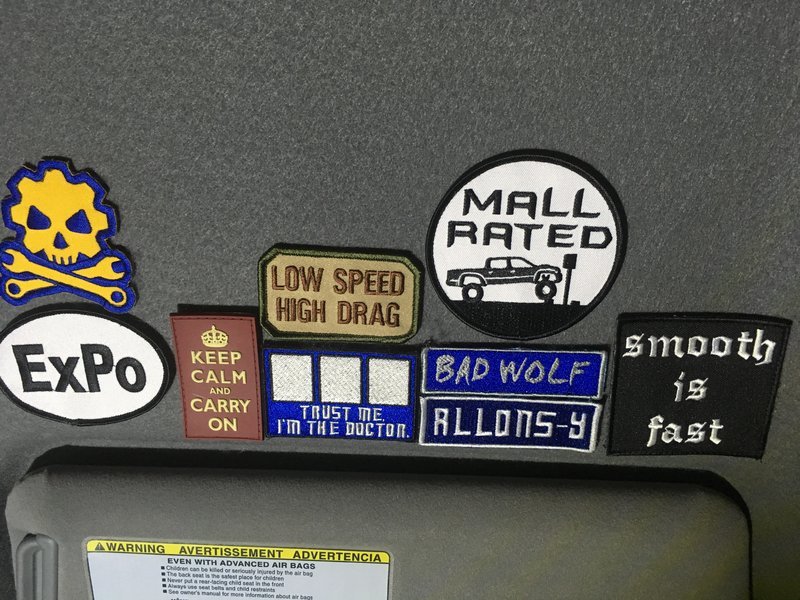 MALL
RATED
LOW SPEED
HIGH DRAG
ExPo
KEEP
CALM
AND
CARRY
ON
TRUST ME,
I'M THE DOCTOR.
BAD WOLF
ALLONS-Y
smooth
is
fast
WARNING AVERTISSEMENT ADVERTENCIA
EVEN WITH ADVANCED AIR BAGS
Children can be killed or seriously injured by the air bag
The back seat is the safest place for children
Never put a rear-facing child seat in the front
Always use seat belts and child restraints
See owner's manual for more information about air bags